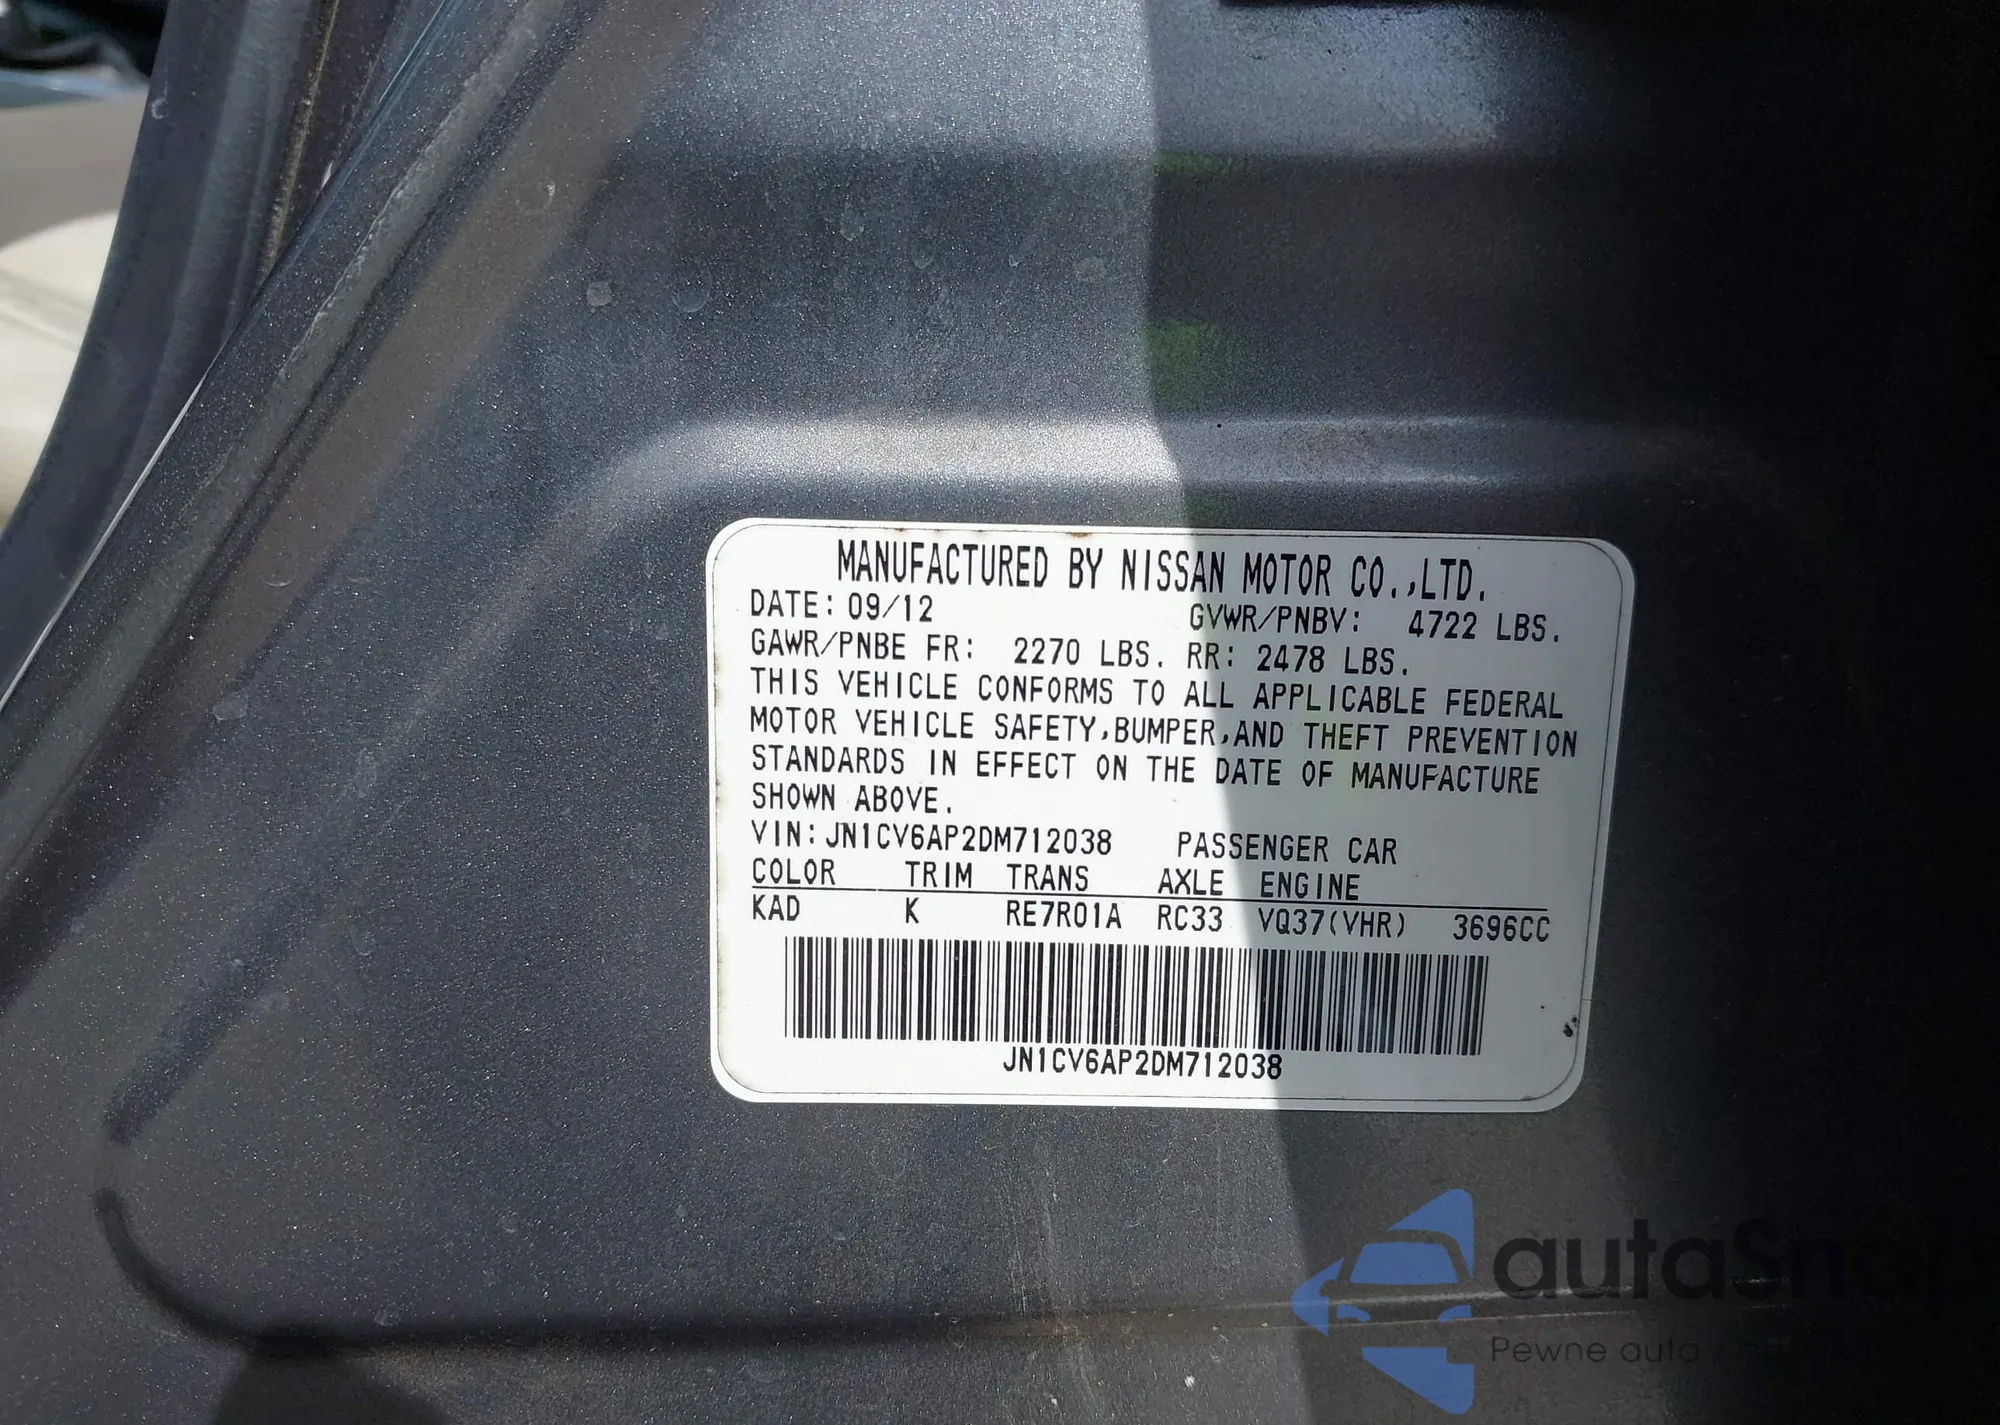 MANUFACTURED BY NISSAN MOTOR CO.,LTD.
DATE: 09/12 GVWR/PNBV: 4722 LBS.
GAWR/PNBE FR: 2270 LBS. RR: 2478 LBS.
THIS VEHICLE CONFORMS TO ALL APPLICABLE FEDERAL
MOTOR VEHICLE SAFETY,BUMPER,AND THEFT PREVENTION
STANDARDS IN EFFECT ON THE DATE OF MANUFACTURE
SHOWN ABOVE.
VIN: JN1CV6AP2DM712038 PASSENGER CAR
COLOR TRIM TRANS AXLE ENGINE
KAD K RE7R01A RC33 VQ37(VHR) 3696CC
JN1CV6AP2DM712038
autaSnap
Pewne auto